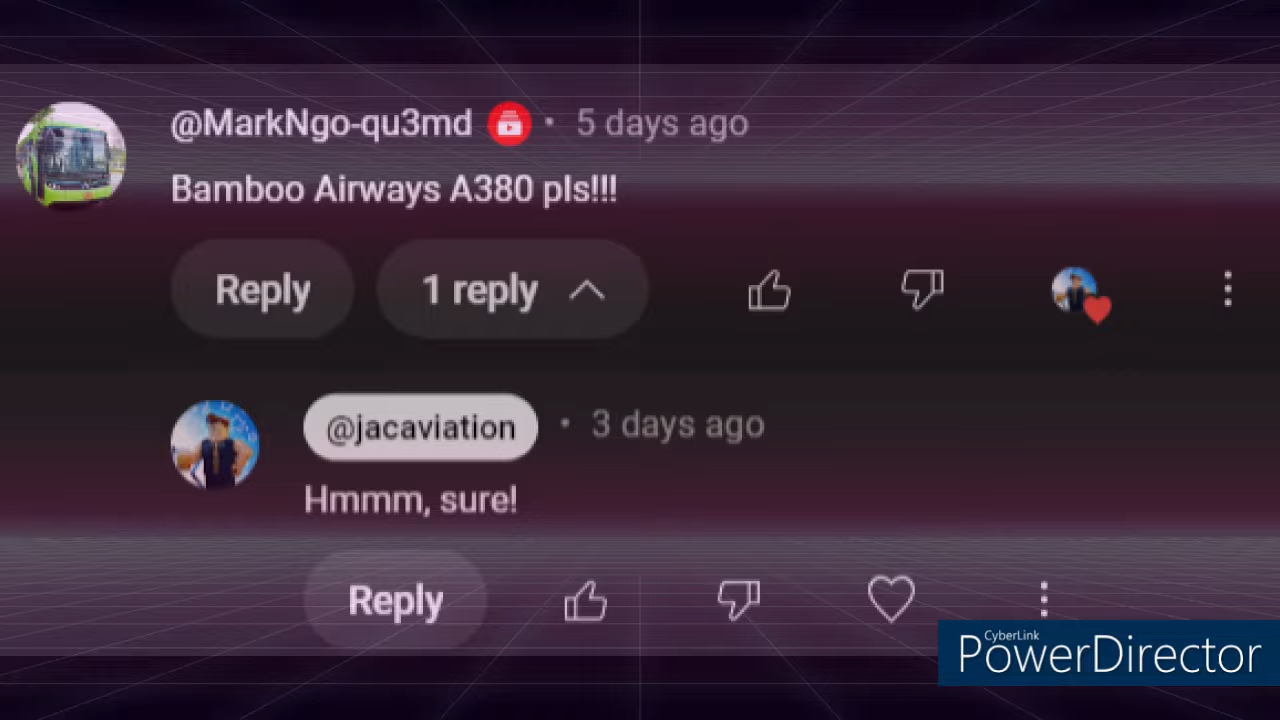 @MarkNgo-qu3md • 5 days ago
Bamboo Airways A380 pls!!!
Reply 1 reply
@jacaviation • 3 days ago
Hmmm, sure!
Reply
CyberLink
PowerDirector